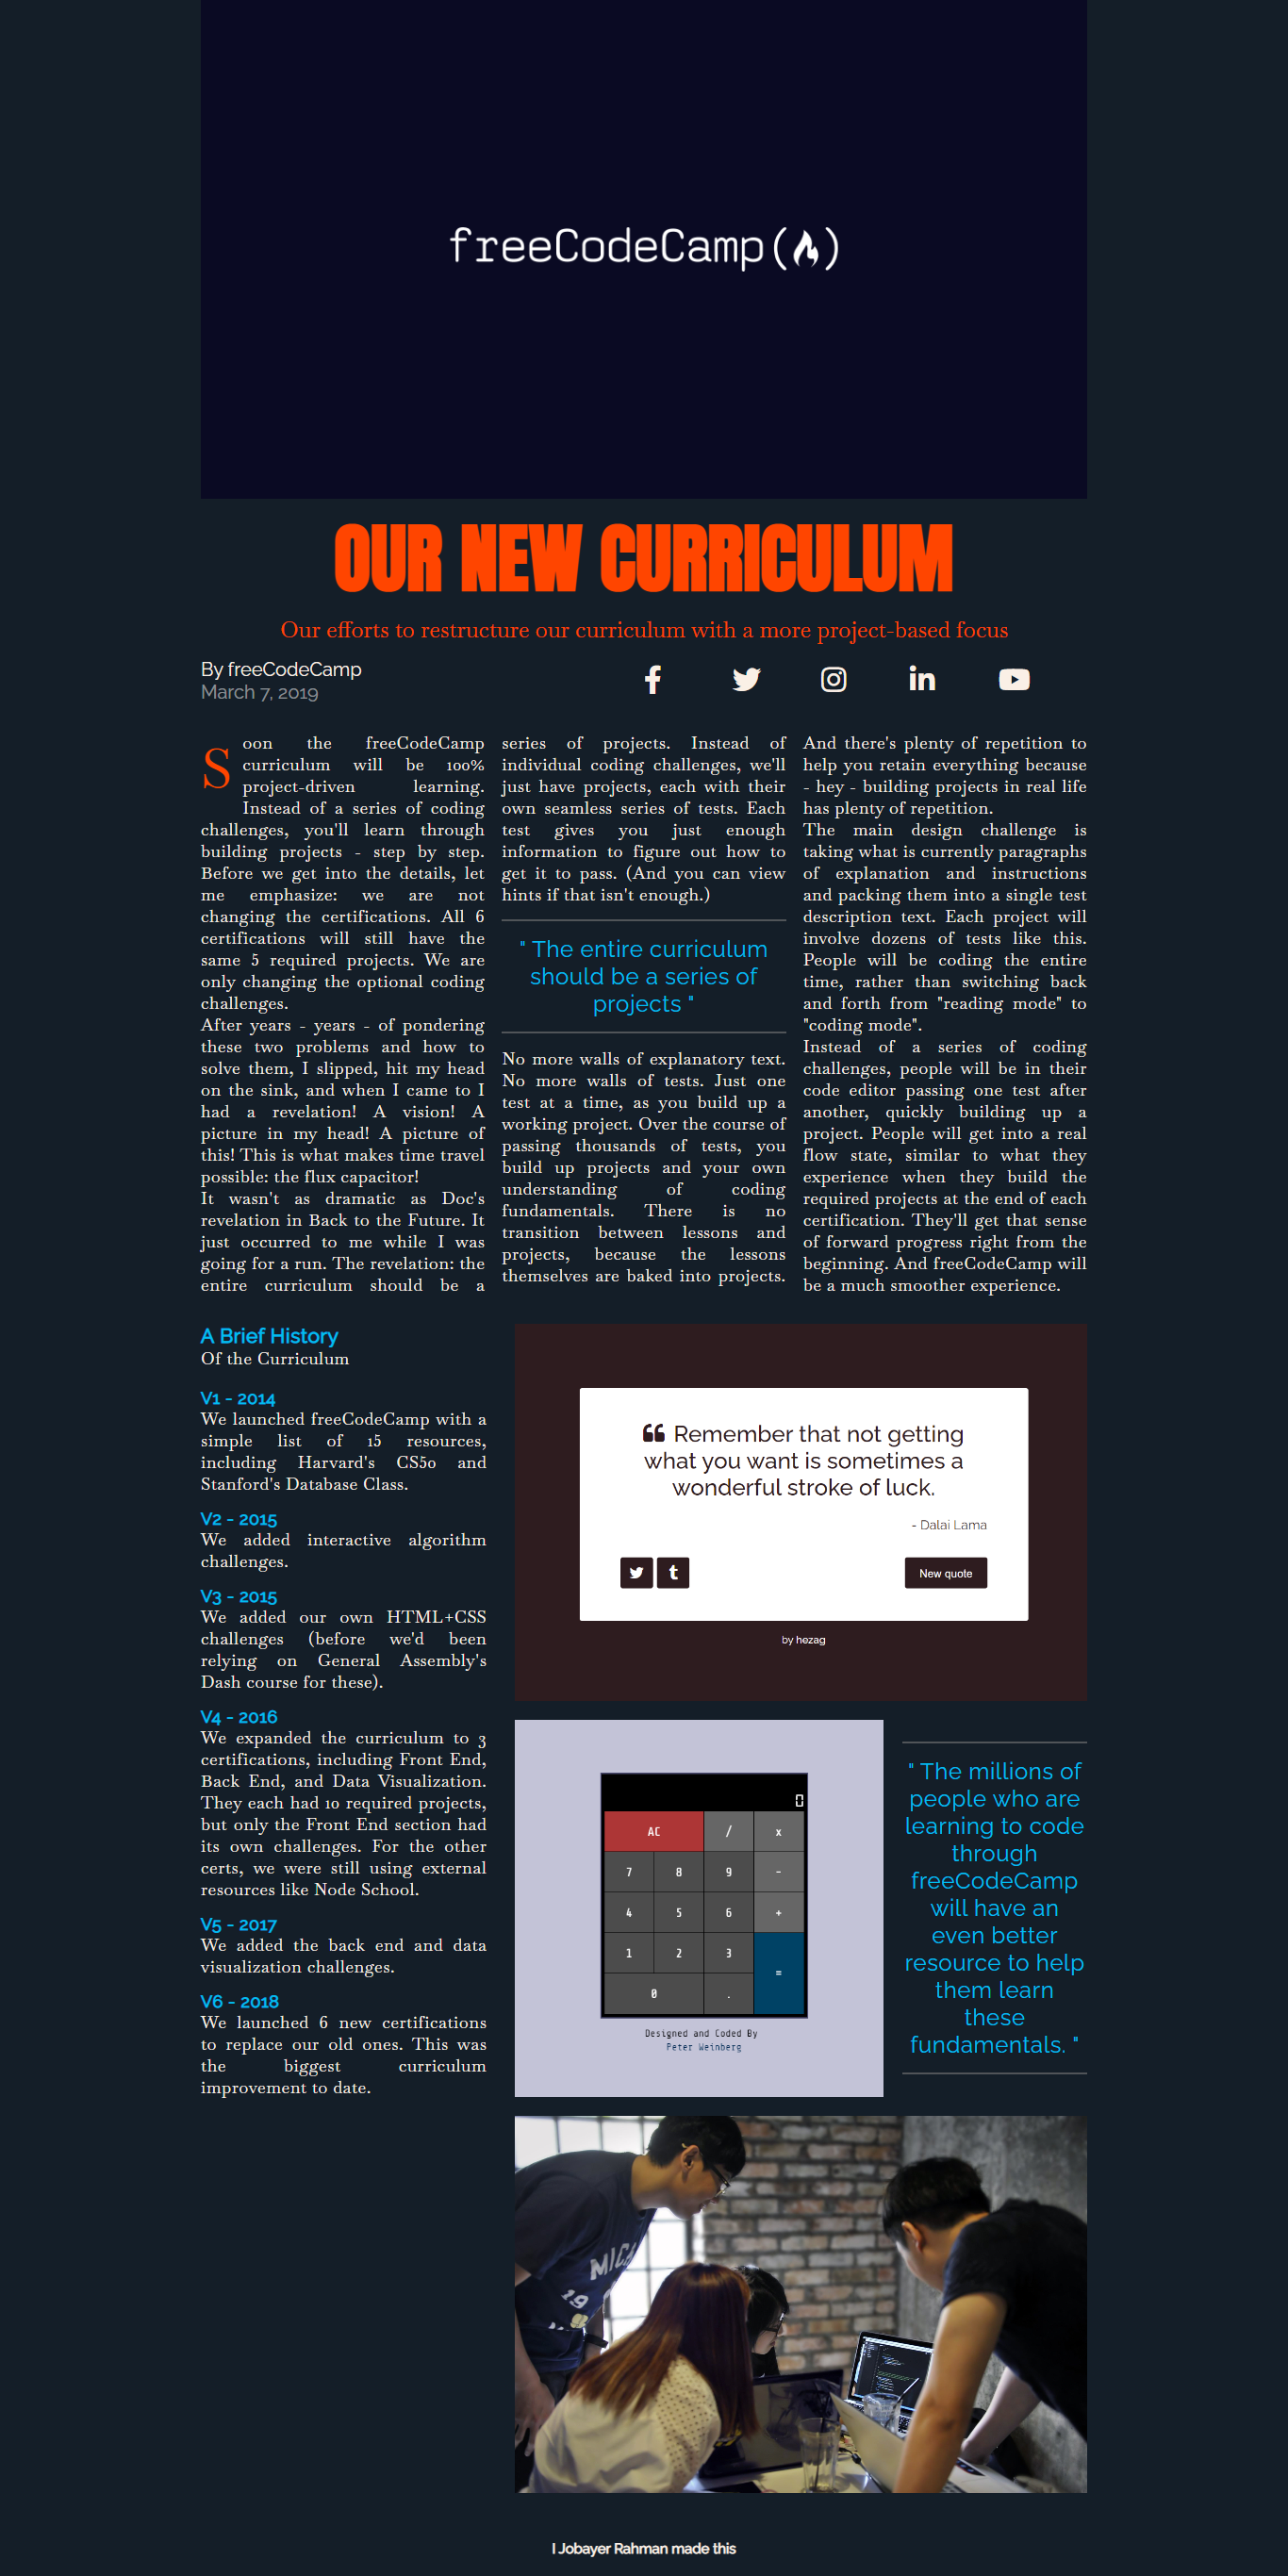 freeCodeCamp
OUR NEW CURRICULUM
Our efforts to restructure our curriculum with a more project-based focus
By freeCodeCamp
March 7, 2019
Soon the freeCodeCamp
curriculum will be 100%
project-driven learning.
Instead of a series of coding
challenges, you'll learn through
building projects - step by step.
Before we get into the details, let
me emphasize: we are not
changing the certifications. All 6
certifications will still have the
same 5 required projects. We are
only changing the optional coding
challenges.
After years - years - of pondering
these two problems and how to
solve them, I slipped, hit my head
on the sink, and when I came to I
had a revelation! A vision! A
picture in my head! A picture of
this! This is what makes time travel
possible: the flux capacitor!
It wasn't as dramatic as Doc's
revelation in Back to the Future. It
just occurred to me while I was
going for a run. The revelation: the
entire curriculum should be a
series of projects. Instead of
individual coding challenges, we'll
just have projects, each with their
own seamless series of tests. Each
test gives you just enough
information to figure out how to
get it to pass. (And you can view
hints if that isn't enough.)
" The entire curriculum
should be a series of
projects "
No more walls of explanatory text.
No more walls of tests. Just one
test at a time, as you build up a
working project. Over the course of
passing thousands of tests, you
build up projects and your own
understanding of coding
fundamentals. There is no
transition between lessons and
projects, because the lessons
themselves are baked into projects.
And there's plenty of repetition to
help you retain everything because
- hey - building projects in real life
has plenty of repetition.
The main design challenge is
taking what is currently paragraphs
of explanation and instructions
and packing them into a single test
description text. Each project will
involve dozens of tests like this.
People will be coding the entire
time, rather than switching back
and forth from "reading mode" to
"coding mode".
Instead of a series of coding
challenges, people will be in their
code editor passing one test after
another, quickly building up a
project. People will get into a real
flow state, similar to what they
experience when they build the
required projects at the end of each
certification. They'll get that sense
of forward progress right from the
beginning. And freeCodeCamp will
be a much smoother experience.
A Brief History
Of the Curriculum
V1 - 2014
We launched freeCodeCamp with a
simple list of 15 resources,
including Harvard's CS50 and
Stanford's Database Class.
V2 - 2015
We added interactive algorithm
challenges.
V3 - 2015
We added our own HTML+CSS
challenges (before we'd been
relying on General Assembly's
Dash course for these).
V4 - 2016
We expanded the curriculum to 3
certifications, including Front End,
Back End, and Data Visualization.
They each had 10 required projects,
but only the Front End section had
its own challenges. For the other
certs, we were still using external
resources like Node School.
V5 - 2017
We added the back end and data
visualization challenges.
V6 - 2018
We launched 6 new certifications
to replace our old ones. This was
the biggest curriculum
improvement to date.
Remember that not getting
what you want is sometimes a
wonderful stroke of luck.
- Dalai Lama
New quote
by hezag
0
AC / x
7 8 9 -
4 5 6 +
1 2 3 =
0 .
Designed and Coded By
Peter Weinberg
" The millions of
people who are
learning to code
through
freeCodeCamp
will have an
even better
resource to help
them learn
these
fundamentals. "
19
I Jobayer Rahman made this